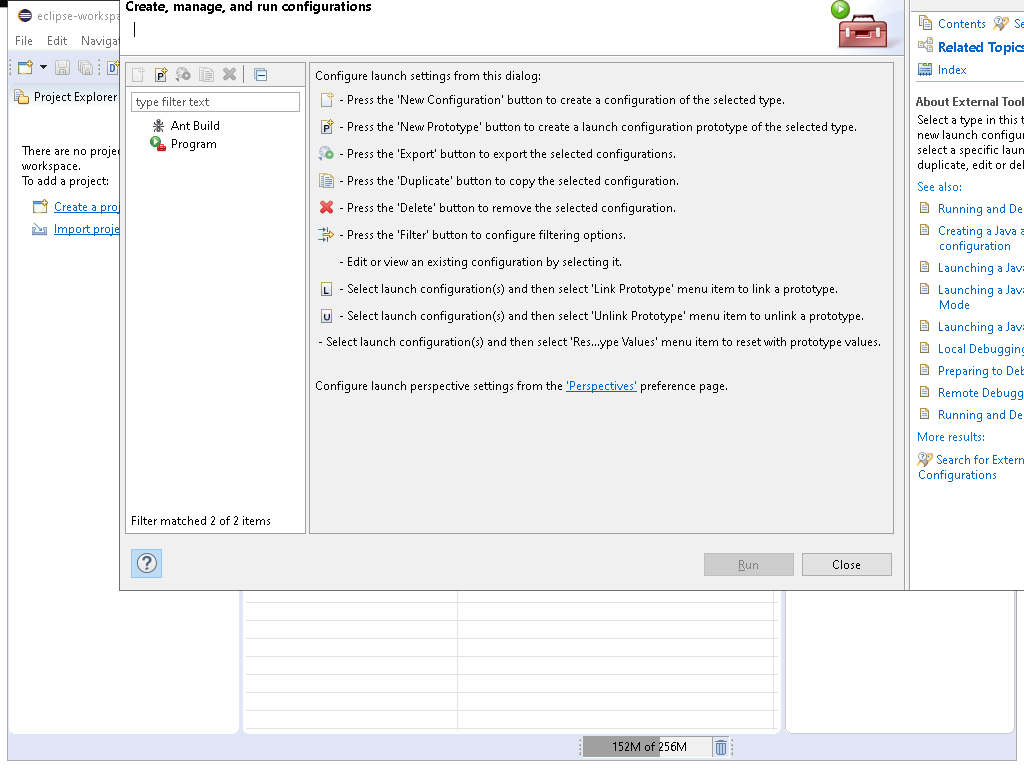 eclipse-workspa
Create, manage, and run configurations
File Edit Navigat
Project Explorer
There are no projec
workspace.
To add a project:
Create a proj
Import proje
type filter text
Ant Build
Program
Filter matched 2 of 2 items
Configure launch settings from this dialog:
- Press the 'New Configuration' button to create a configuration of the selected type.
- Press the 'New Prototype' button to create a launch configuration prototype of the selected type.
- Press the 'Export' button to export the selected configurations.
- Press the 'Duplicate' button to copy the selected configuration.
- Press the 'Delete' button to remove the selected configuration.
- Press the 'Filter' button to configure filtering options.
- Edit or view an existing configuration by selecting it.
L - Select launch configuration(s) and then select 'Link Prototype' menu item to link a prototype.
U - Select launch configuration(s) and then select 'Unlink Prototype' menu item to unlink a prototype.
- Select launch configuration(s) and then select 'Res...ype Values' menu item to reset with prototype values.
Configure launch perspective settings from the 'Perspectives' preference page.
Run Close
Contents Se
Related Topics
Index
About External Tool
Select a type in this t
new launch configur
select a specific laun
duplicate, edit or del
See also:
Running and De
Creating a Java a
configuration
Launching a Java
Launching a Java
Mode
Launching a Java
Local Debugging
Preparing to Deb
Remote Debugg
Running and De
More results:
Search for Extern
Configurations
152M of 256M